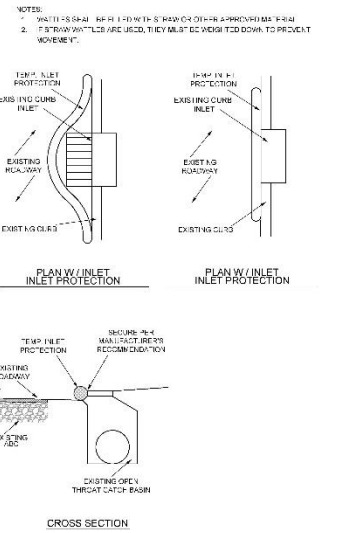 NOTES:
1. WATTLES SHALL BE FILLED WITH STRAW OR OTHER APPROVED MATERIAL
2. IF STRAW WATTLES ARE USED, THEY MUST BE WEIGHTED DOWN TO PREVENT
MOVEMENT.
TEMP. INLET
PROTECTION
EXISTING CURB
INLET
EXISTING
ROADWAY
EXISTING CURB
PLAN W / INLET
INLET PROTECTION
TEMP. INLET
PROTECTION
EXISTING CURB
INLET
EXISTING
ROADWAY
EXISTING CURB
PLAN W / INLET
INLET PROTECTION
TEMP. INLET
PROTECTION
SECURE PER
MANUFACTURER'S
RECOMMENDATION
EXISTING
ROADWAY
EXISTING
ABC
EXISTING OPEN
THROAT CATCH BASIN
CROSS SECTION